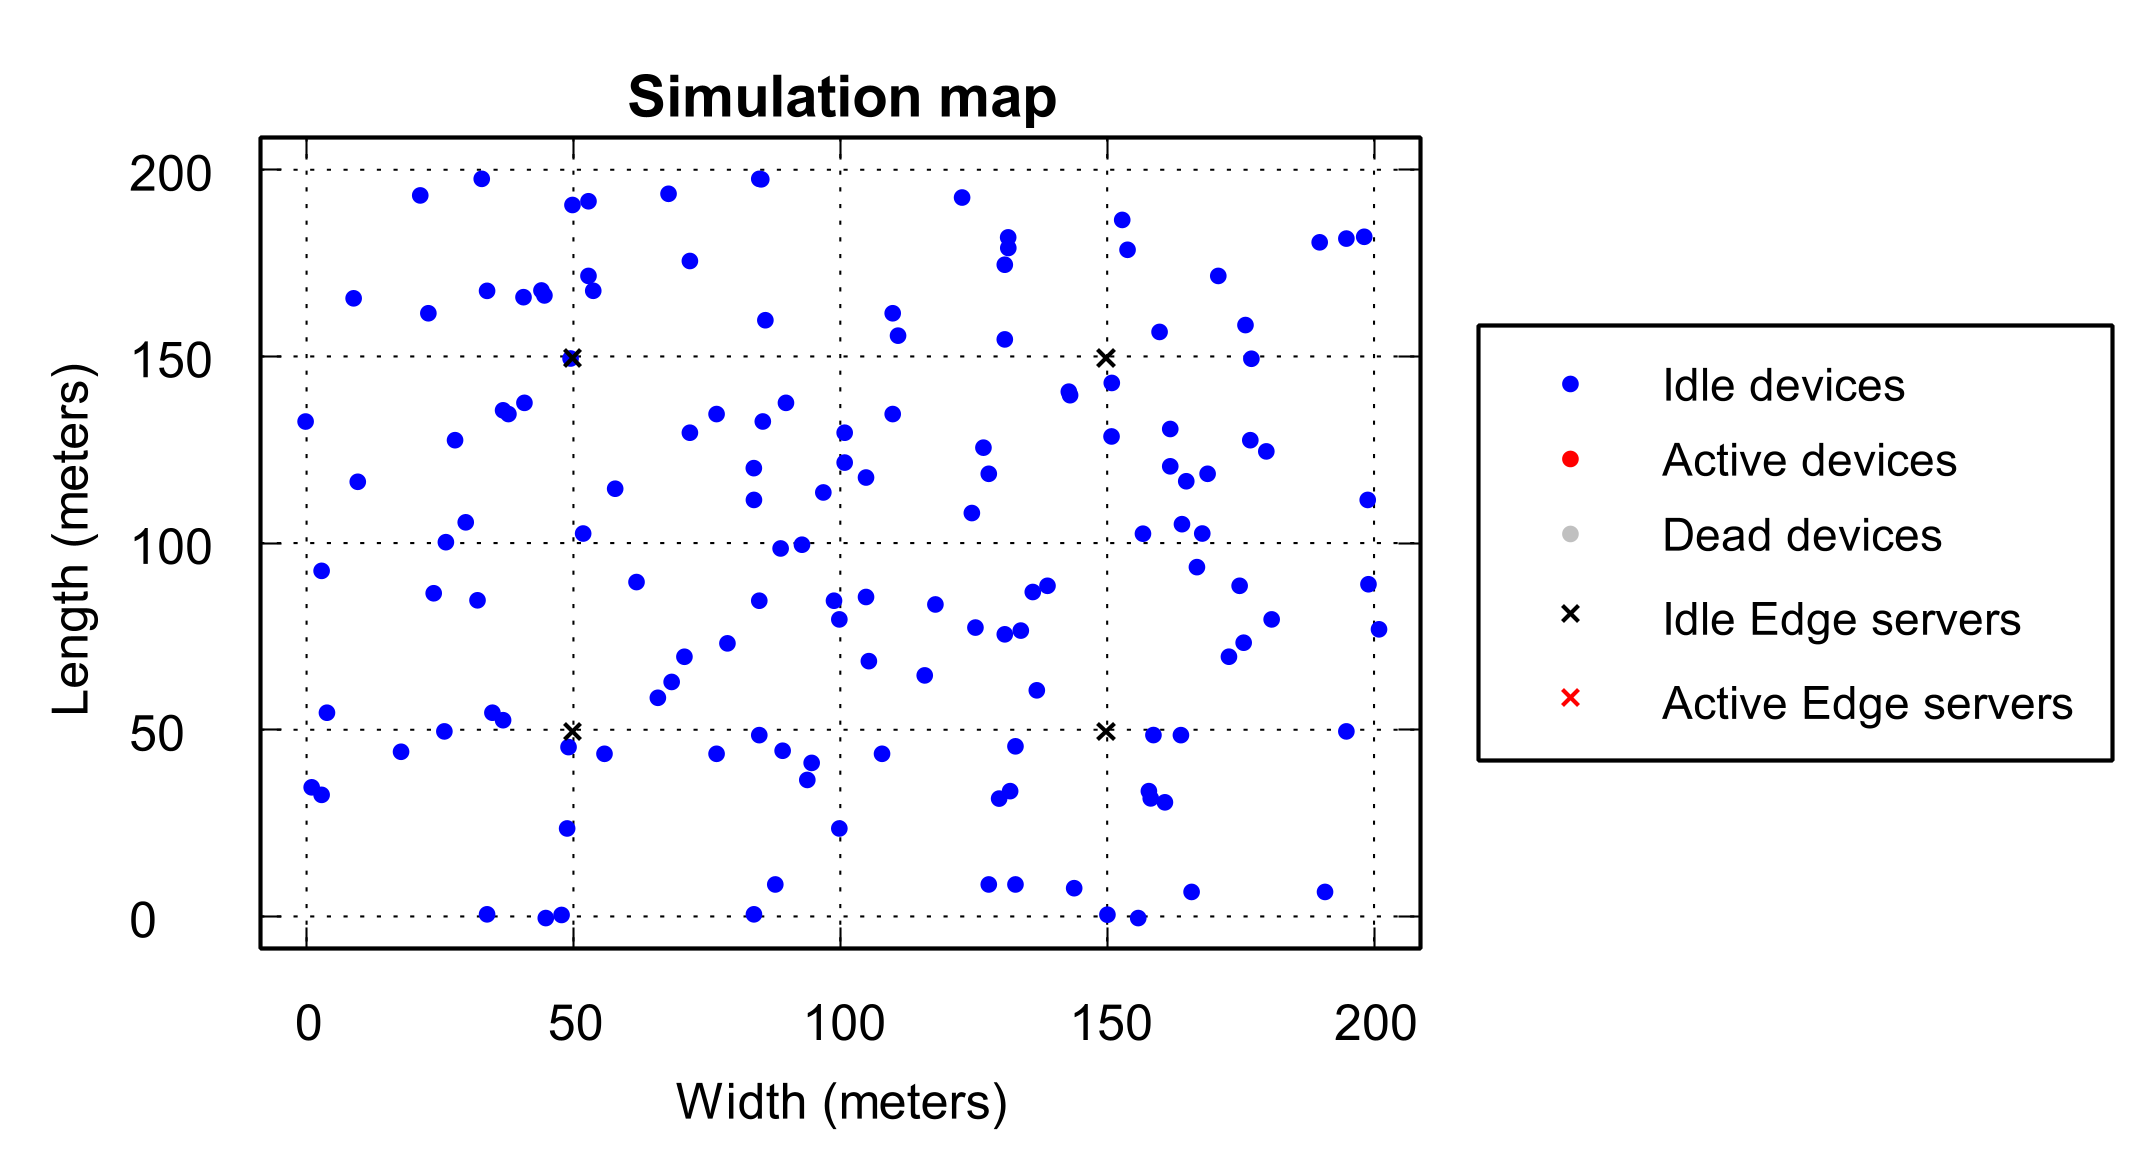 Simulation map
200
150
100
50
0
Length (meters)
0 50 100 150 200
Width (meters)
Idle devices
Active devices
Dead devices
Idle Edge servers
Active Edge servers